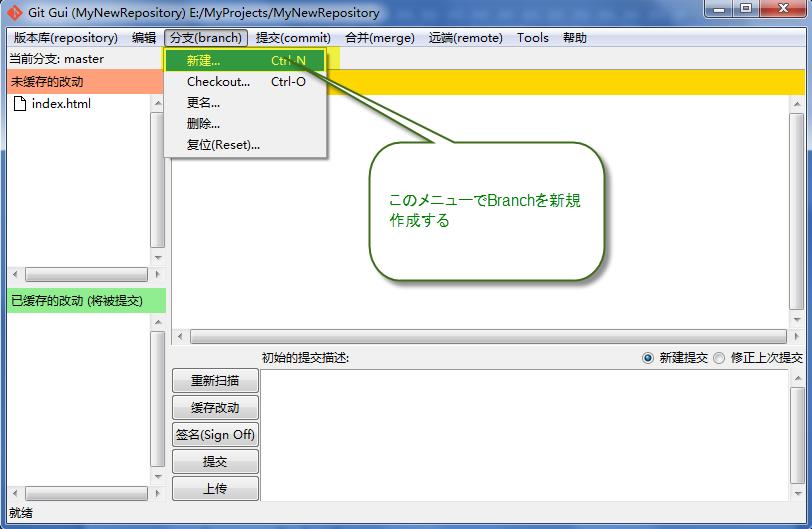 Git Gui (MyNewRepository) E:/MyProjects/MyNewRepository
版本库(repository) 编辑 分支(branch) 提交(commit) 合并(merge) 远端(remote) Tools 帮助
当前分支: master
新建... Ctrl-N
未缓存的改动
Checkout... Ctrl-O
index.html
更名...
删除...
复位(Reset)...
このメニューでBranchを新規
作成する
已缓存的改动 (将被提交)
初始的提交描述:
新建提交 修正上次提交
重新扫描
缓存改动
签名(Sign Off)
提交
上传
就绪